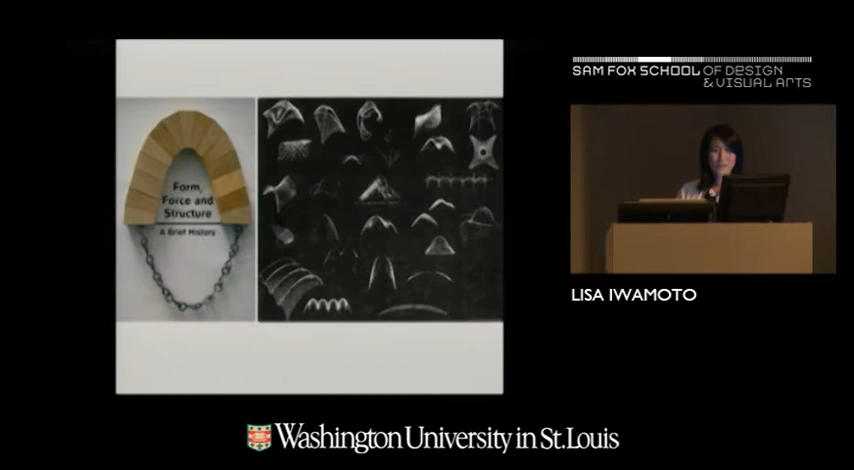 SAM FOX SCHOOL OF DESIGN
& VISUAL ARTS
Form,
Force and
Structure
A Brief History
LISA IWAMOTO
Washington University in St. Louis